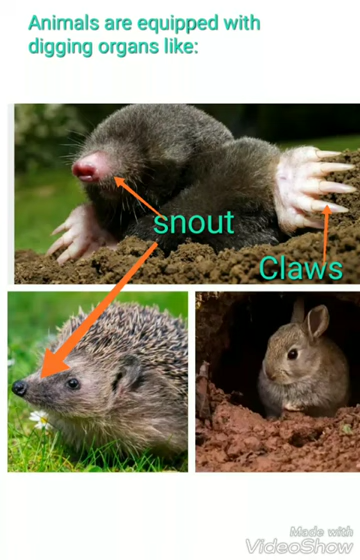 Animals are equipped with
digging organs like:
snout
Claws
Made with
VideoShow